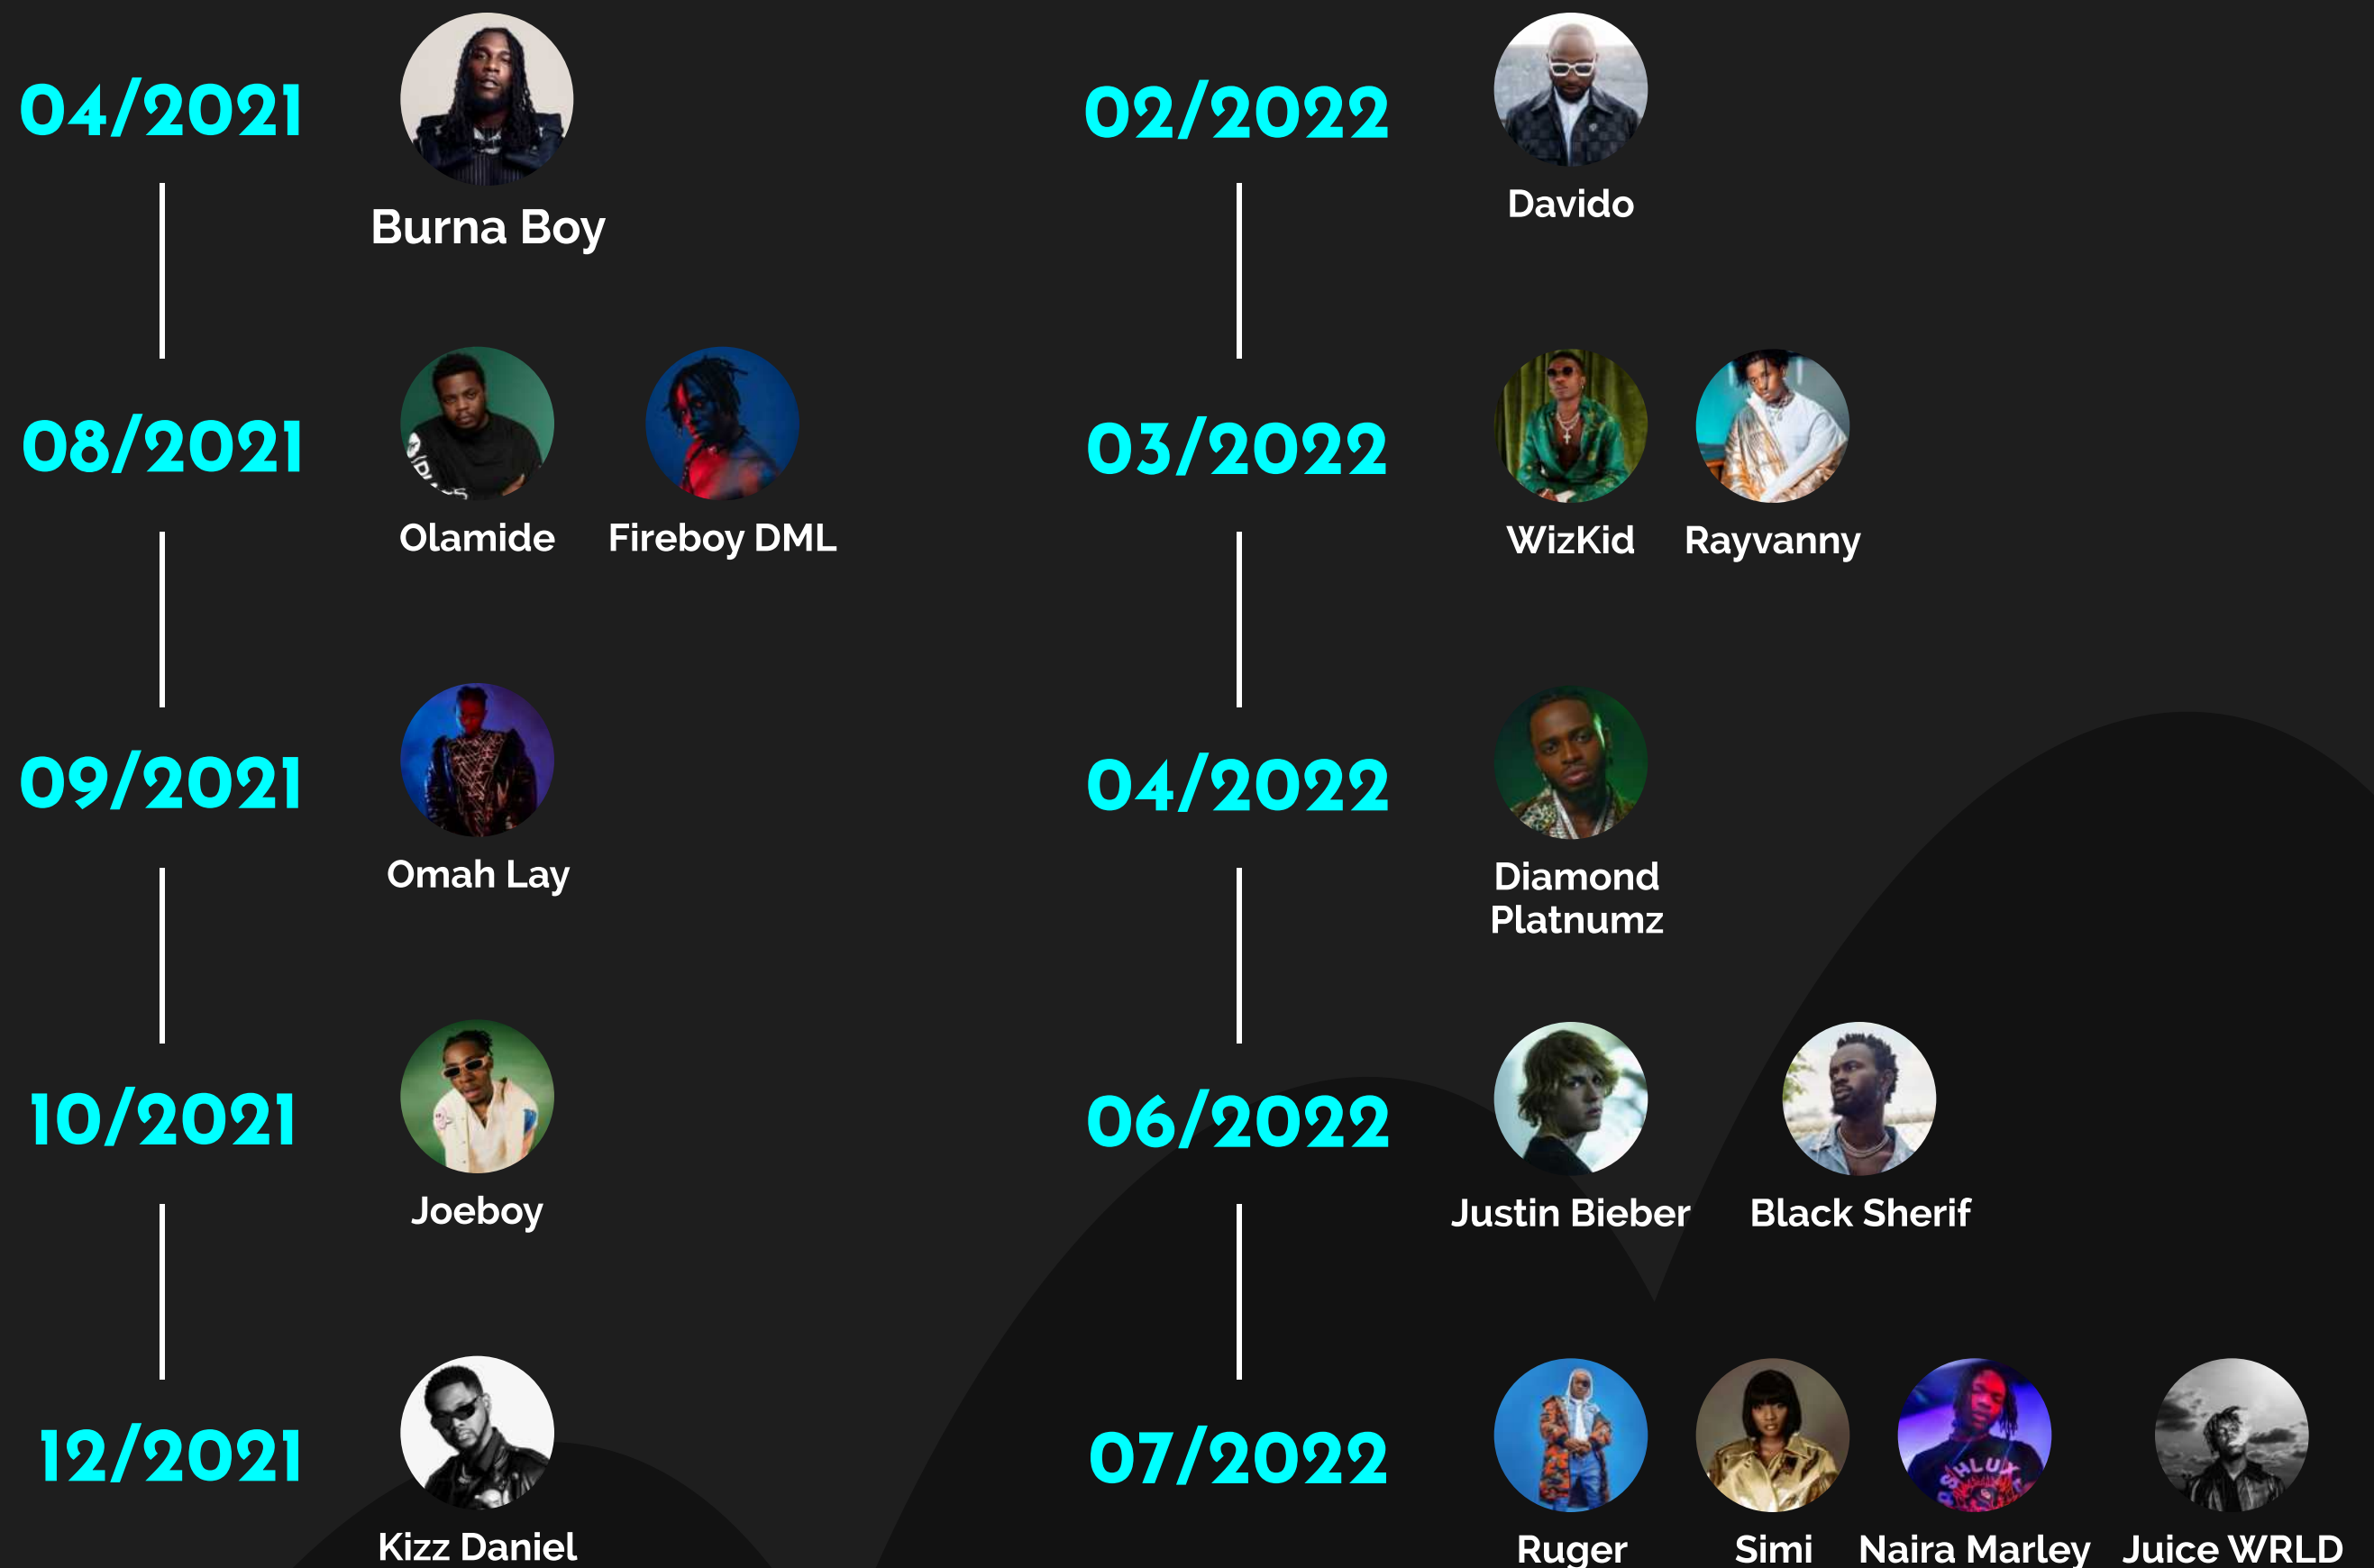 04/2021
Burna Boy
08/2021
Olamide
Fireboy DML
09/2021
Omah Lay
10/2021
Joeboy
12/2021
Kizz Daniel
02/2022
Davido
03/2022
WizKid
Rayvanny
04/2022
Diamond
Platnumz
06/2022
Justin Bieber
Black Sherif
07/2022
Ruger
Simi
Naira Marley
Juice WRLD